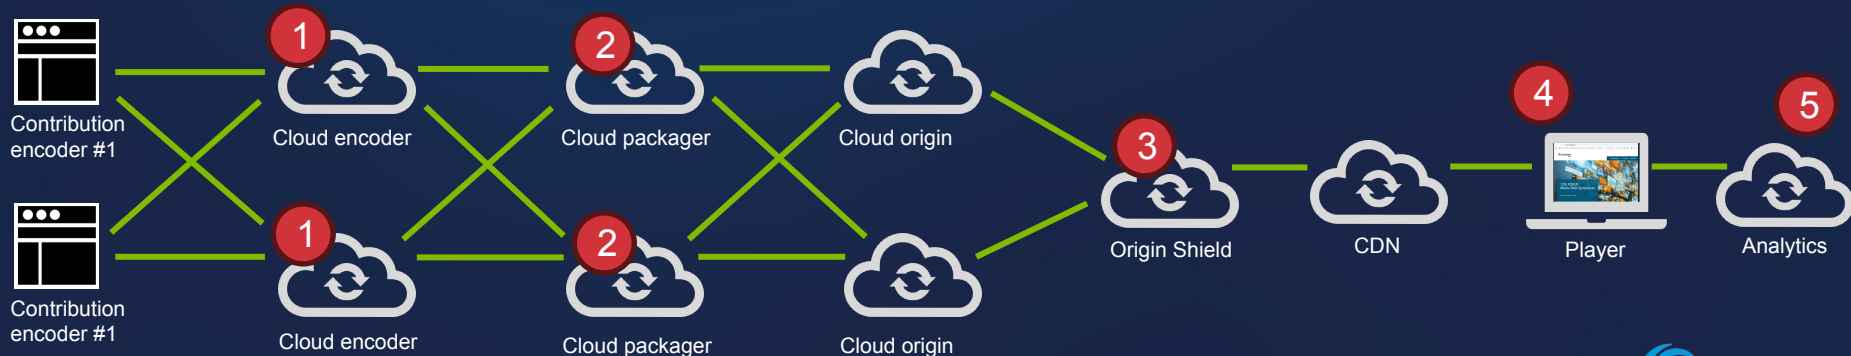 1
2
Contribution
encoder #1
Cloud encoder
Cloud packager
Cloud origin
3
4
5
Origin Shield
CDN
Player
Analytics
1
2
Contribution
encoder #1
Cloud encoder
Cloud packager
Cloud origin